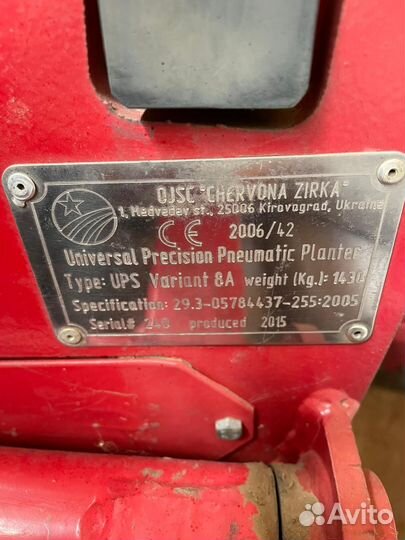 OJSC "CHERVONA ZIRKA"
1, Medvedev st., 25006 Kirovograd, Ukraine
CE 2006/42
Universal Precision Pneumatic Planter
Type: UPS Variant 8A weight (Kg.): 1430
Specification: 29.3-05784437-255:2005
Serial# produced 2015
Avito